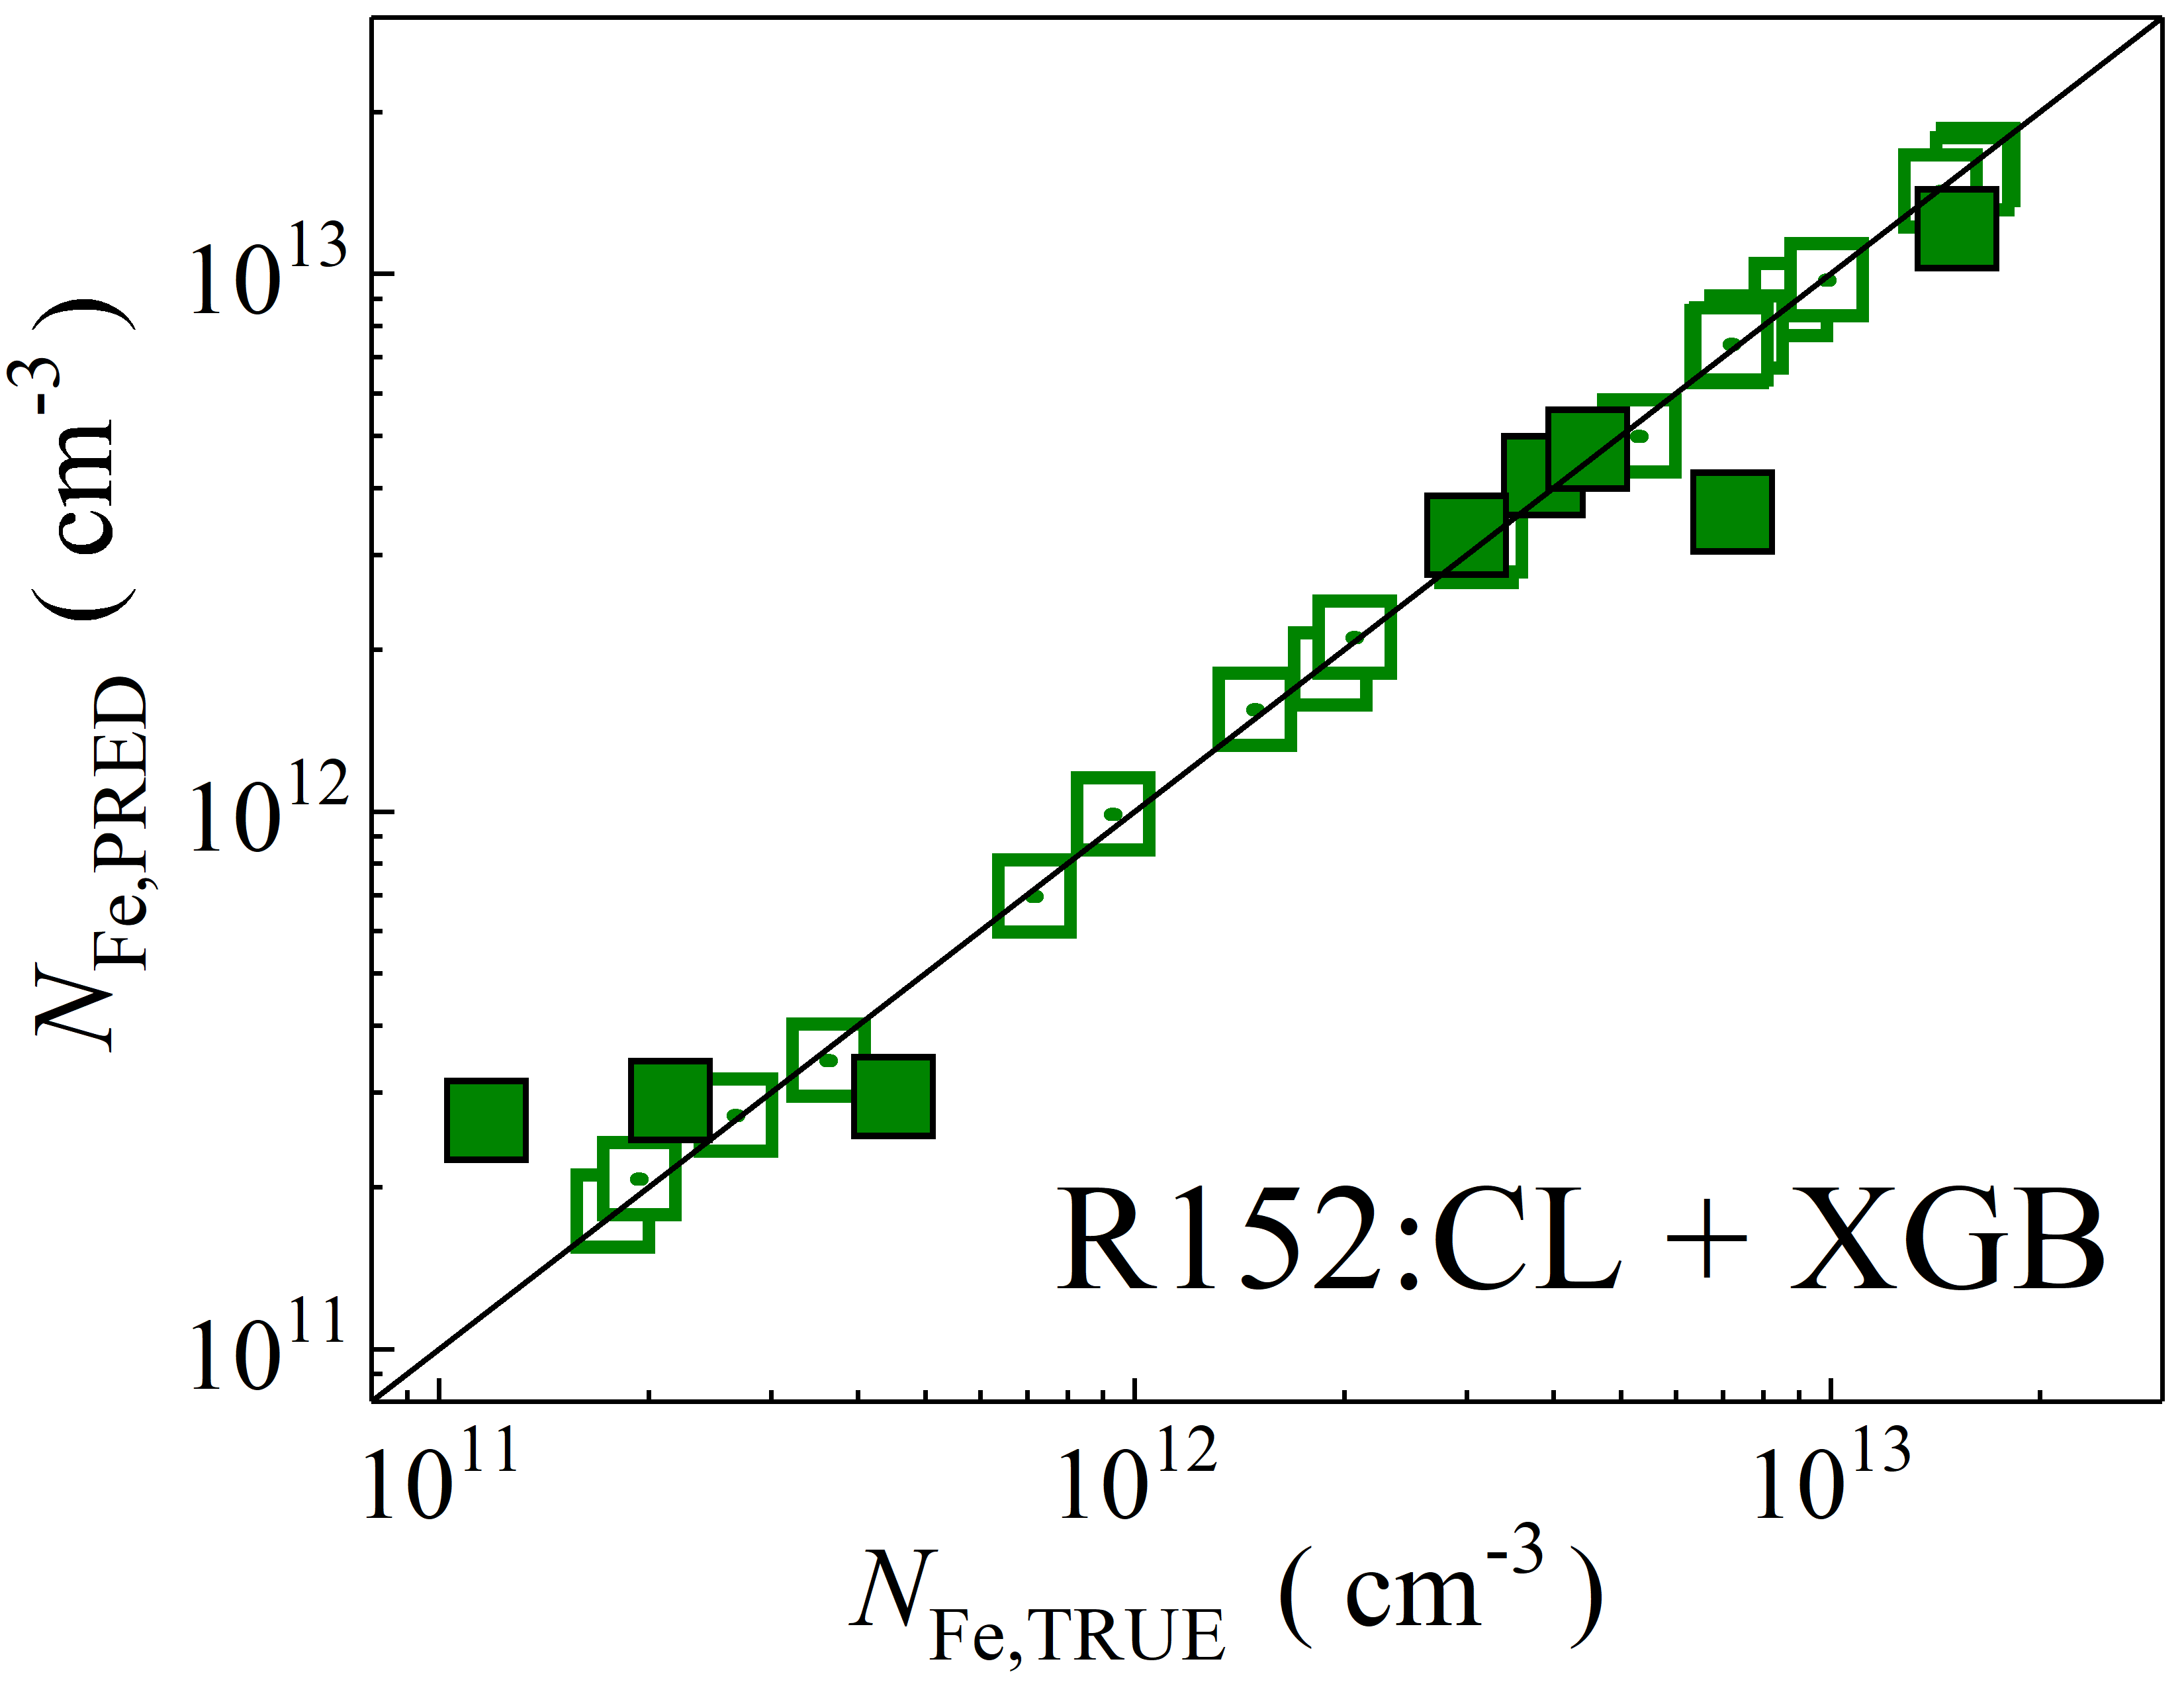 N_Fe,PRED ( cm^-3 )
10^13
10^12
10^11
R152:CL + XGB
10^11 10^12 10^13
N_Fe,TRUE ( cm^-3 )